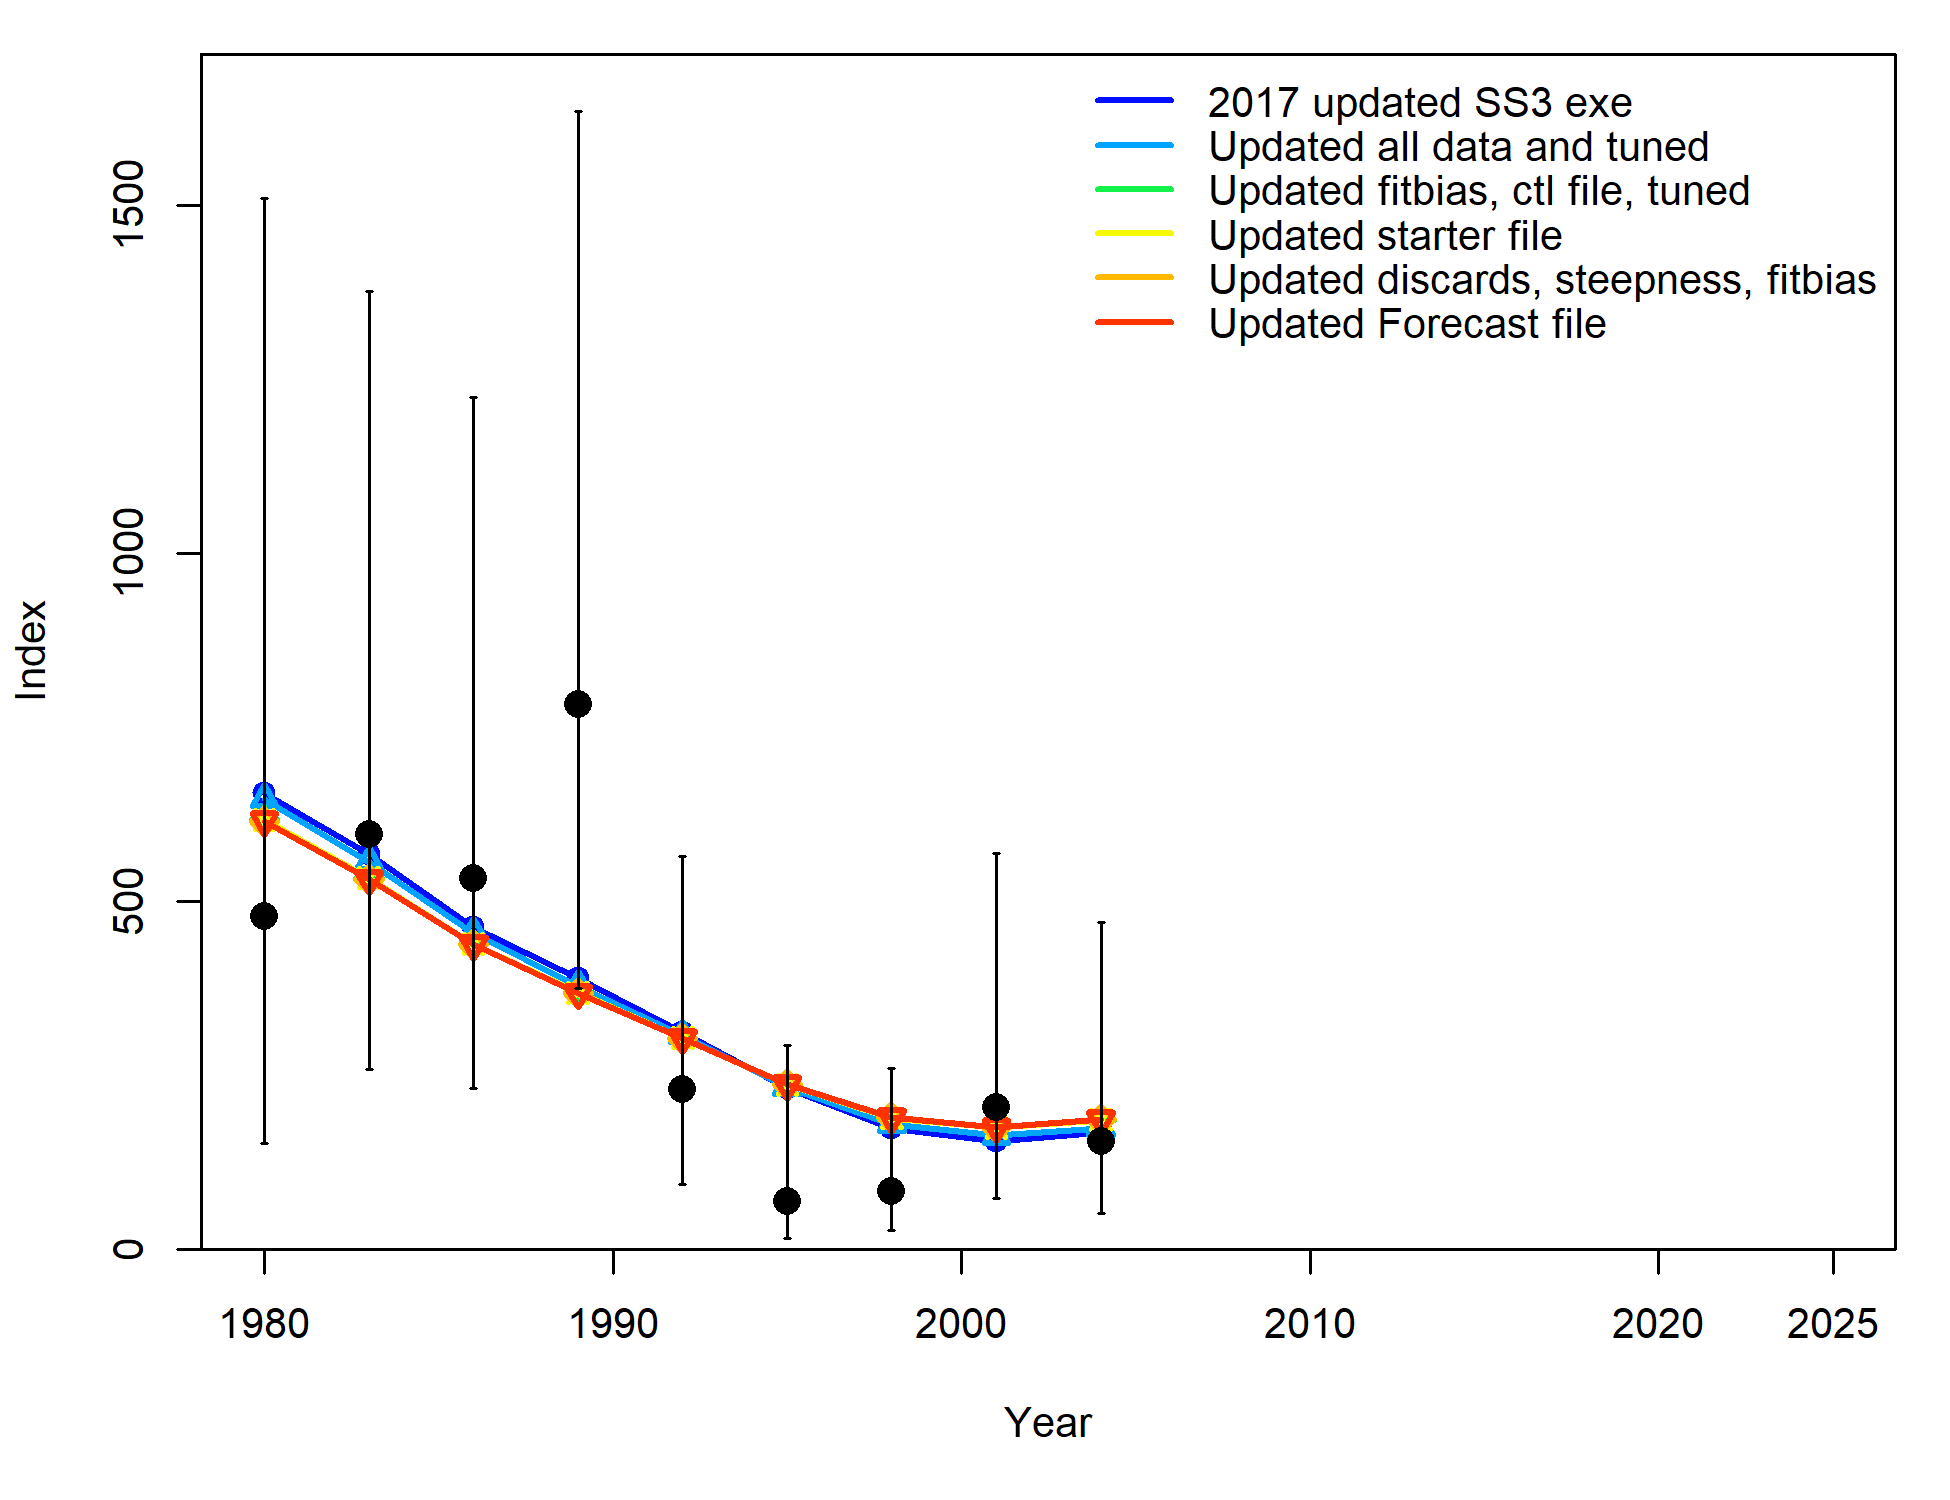 2017 updated SS3 exe
Updated all data and tuned
Updated fitbias, ctl file, tuned
Updated starter file
Updated discards, steepness, fitbias
Updated Forecast file
1500
1000
500
0
Index
1980 1990 2000 2010 2020 2025
Year